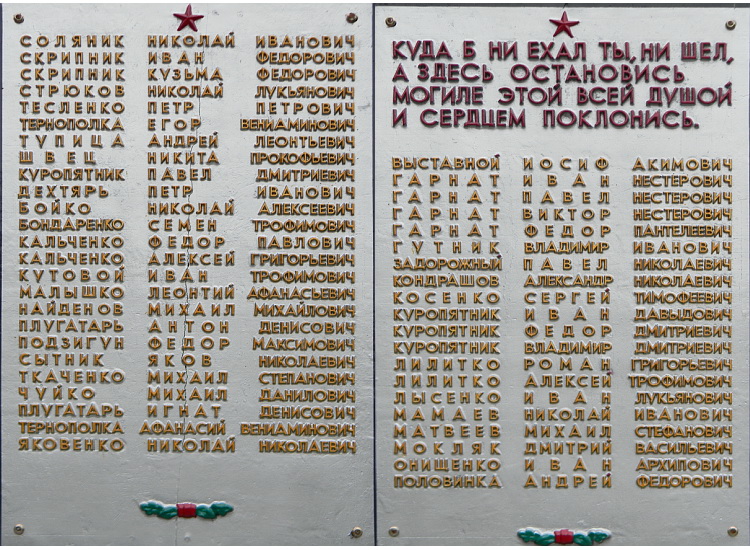 СОЛЯНИК НИКОЛАЙ ИВАНОВИЧ
СКРИПНИК ИВАН ФЕДОРОВИЧ
СКРИПНИК КУЗЬМА ФЕДОРОВИЧ
СТРЮКОВ НИКОЛАЙ ЛУКЬЯНОВИЧ
ТЕСЛЕНКО ПЕТР ПЕТРОВИЧ
ТЕРНОПОЛКА ЕГОР ВЕНИАМИНОВИЧ
ТУПИЦА АНДРЕЙ ЛЕОНТЬЕВИЧ
ШВЕЦ НИКИТА ПРОКОФЬЕВИЧ
КУРОПЯТНИК ПАВЕЛ ДМИТРИЕВИЧ
ДЕХТЯРЬ ПЕТР ИВАНОВИЧ
БОЙКО НИКОЛАЙ АЛЕКСЕЕВИЧ
БОНДАРЕНКО СЕМЕН ТРОФИМОВИЧ
КАЛЬЧЕНКО ФЕДОР ПАВЛОВИЧ
КАЛЬЧЕНКО АЛЕКСЕЙ ГРИГОРЬЕВИЧ
КУТОВОЙ ИВАН ТРОФИМОВИЧ
МАЛЫШКО ЛЕОНТИЙ АФАНАСЬЕВИЧ
НАЙДЕНОВ МИХАИЛ МИХАЙЛОВИЧ
ПЛУГАТАРЬ АНТОН ДЕНИСОВИЧ
ПОДЗИГУН ФЕДОР МАКСИМОВИЧ
СЫТНИК ЯКОВ НИКОЛАЕВИЧ
ТКАЧЕНКО МИХАИЛ СТЕПАНОВИЧ
ЧУЙКО МИХАИЛ ДАНИЛОВИЧ
ПЛУГАТАРЬ ИГНАТ ДЕНИСОВИЧ
ТЕРНОПОЛКА АФАНАСИЙ ВЕНИАМИНОВИЧ
ЯКОВЕНКО НИКОЛАЙ НИКОЛАЕВИЧ
КУДА Б НИ ЕХАЛ ТЫ, НИ ШЕЛ,
А ЗДЕСЬ ОСТАНОВИСЬ
МОГИЛЕ ЭТОЙ ВСЕЙ ДУШОЙ
И СЕРДЦЕМ ПОКЛОНИСЬ.
ВЫСТАВНОЙ ИОСИФ АКИМОВИЧ
ГАРНАТ ИВАН НЕСТЕРОВИЧ
ГАРНАТ ПАВЕЛ НЕСТЕРОВИЧ
ГАРНАТ ВИКТОР НЕСТЕРОВИЧ
ГАРНАТ ФЕДОР ПАНТЕЛЕЕВИЧ
ГУТНИК ВЛАДИМИР ИВАНОВИЧ
ЗАДОРОЖНЫЙ ПАВЕЛ НИКОЛАЕВИЧ
КОНДРАШОВ АЛЕКСАНДР НИКОЛАЕВИЧ
КОСЕНКО СЕРГЕЙ ТИМОФЕЕВИЧ
КУРОПЯТНИК ИВАН ДАВЫДОВИЧ
КУРОПЯТНИК ФЕДОР ДМИТРИЕВИЧ
КУРОПЯТНИК ВЛАДИМИР ДМИТРИЕВИЧ
ЛИЛИТКО РОМАН ГРИГОРЬЕВИЧ
ЛИЛИТКО АЛЕКСЕЙ ТРОФИМОВИЧ
ЛЫСЕНКО ИВАН ЛУКЬЯНОВИЧ
МАМАЕВ НИКОЛАЙ ИВАНОВИЧ
МАТВЕЕВ МИХАИЛ СТЕФАНОВИЧ
МОКЛЯК ДМИТРИЙ ВАСИЛЬЕВИЧ
ОНИЩЕНКО ИВАН АРХИПОВИЧ
ПОЛОВИНКА АНДРЕЙ ФЕДОРОВИЧ